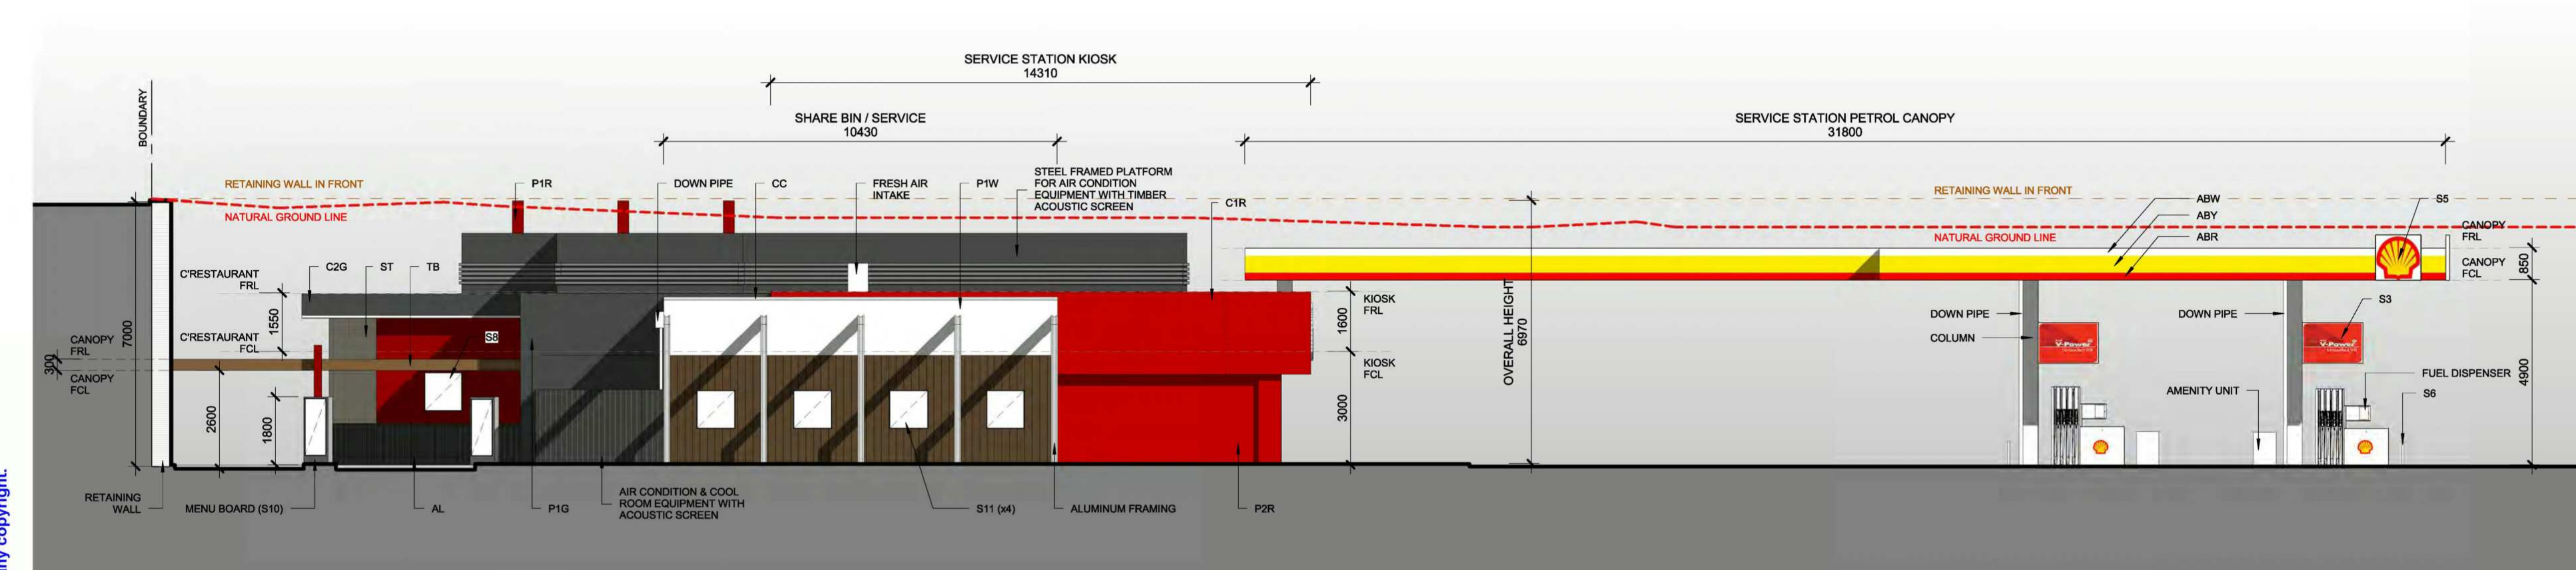 SERVICE STATION KIOSK
14310
SHARE BIN / SERVICE
10430
SERVICE STATION PETROL CANOPY
31800
BOUNDARY
RETAINING WALL IN FRONT
NATURAL GROUND LINE
P1R
DOWN PIPE
CC
FRESH AIR
INTAKE
P1W
STEEL FRAMED PLATFORM
FOR AIR CONDITION
EQUIPMENT WITH TIMBER
ACOUSTIC SCREEN
C1R
RETAINING WALL IN FRONT
NATURAL GROUND LINE
ABW
ABY
ABR
S5
CANOPY
FRL
CANOPY
FCL
850
C'RESTAURANT
FRL
C2G
ST
TB
1550
C'RESTAURANT
FCL
7000
300
CANOPY
FRL
CANOPY
FCL
2600
1800
S8
KIOSK
FRL
1600
KIOSK
FCL
3000
OVERALL HEIGHT
6970
DOWN PIPE
COLUMN
V-Power
DOWN PIPE
V-Power
S3
FUEL DISPENSER
AMENITY UNIT
S6
4900
RETAINING
WALL
MENU BOARD (S10)
AL
P1G
AIR CONDITION & COOL
ROOM EQUIPMENT WITH
ACOUSTIC SCREEN
S11 (x4)
ALUMINUM FRAMING
P2R
ny copyright.